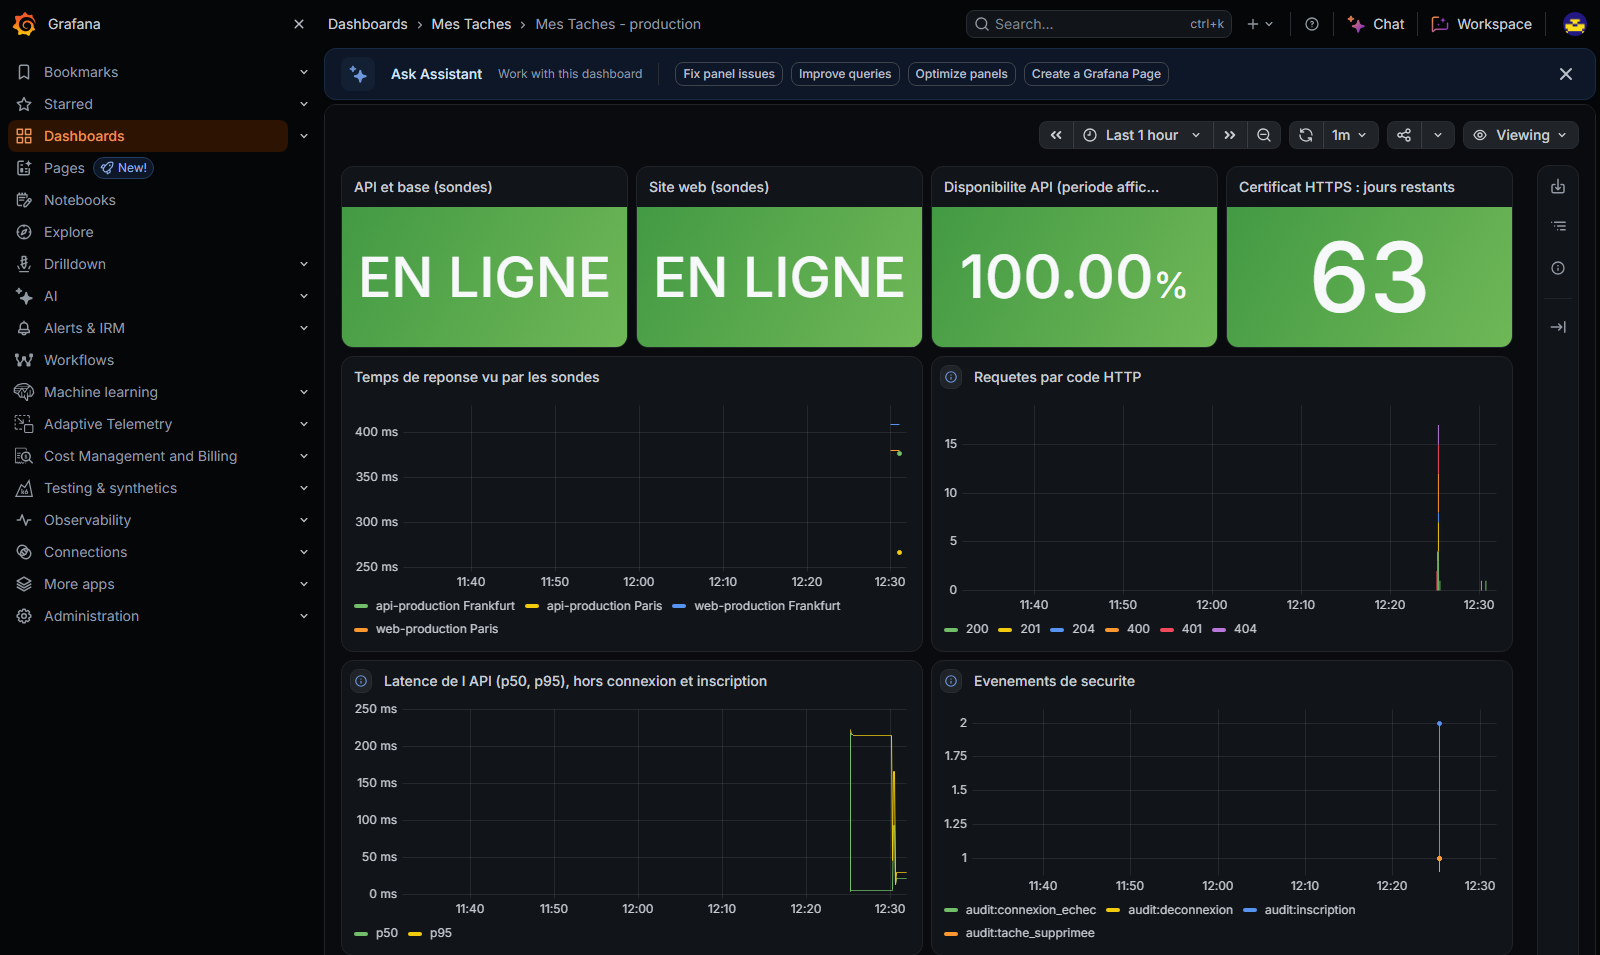 Grafana
Dashboards › Mes Taches › Mes Taches - production
Search... ctrl+k
Chat
Workspace
Bookmarks
Starred
Dashboards
Pages New!
Notebooks
Explore
Drilldown
AI
Alerts & IRM
Workflows
Machine learning
Adaptive Telemetry
Cost Management and Billing
Testing & synthetics
Observability
Connections
More apps
Administration
Ask Assistant Work with this dashboard Fix panel issues Improve queries Optimize panels Create a Grafana Page
Last 1 hour 1m Viewing
API et base (sondes)
EN LIGNE
Site web (sondes)
EN LIGNE
Disponibilite API (periode affic...
100.00%
Certificat HTTPS : jours restants
63
Temps de reponse vu par les sondes
400 ms
350 ms
300 ms
250 ms
11:40 11:50 12:00 12:10 12:20 12:30
api-production Frankfurt api-production Paris web-production Frankfurt
web-production Paris
Requetes par code HTTP
15
10
5
0
11:40 11:50 12:00 12:10 12:20 12:30
200 201 204 400 401 404
Latence de l API (p50, p95), hors connexion et inscription
250 ms
200 ms
150 ms
100 ms
50 ms
0 ms
11:40 11:50 12:00 12:10 12:20 12:30
p50 p95
Evenements de securite
2
1.75
1.5
1.25
1
11:40 11:50 12:00 12:10 12:20 12:30
audit:connexion_echec audit:deconnexion audit:inscription
audit:tache_supprimee